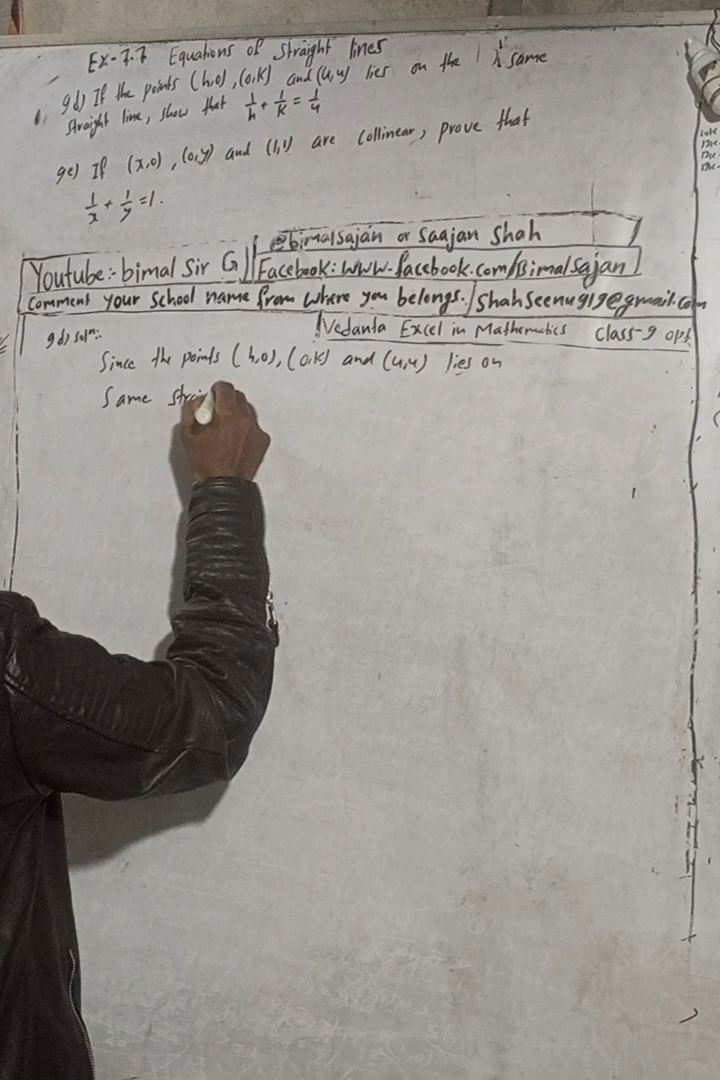 Ex-7.7 Equations of straight lines
9d) If the points (h,0), (0,k) and (4,4) lies on the same
straight line, show that 1/h + 1/k = 1/4
9e) If (x,0), (0,y) and (1,1) are collinear, prove that
1/x + 1/y = 1.
@bimalsajan or Saajan Shah
Youtube:- bimal Sir G
Facebook: www.facebook.com/Bimalsajan
Comment your School name from where you belongs.
shahseenu919@gmail.com
Vedanta Excel in Mathematics Class-9 opt
9d) Solⁿ:
Since the points (h,0), (0,k) and (4,4) lies on
Same